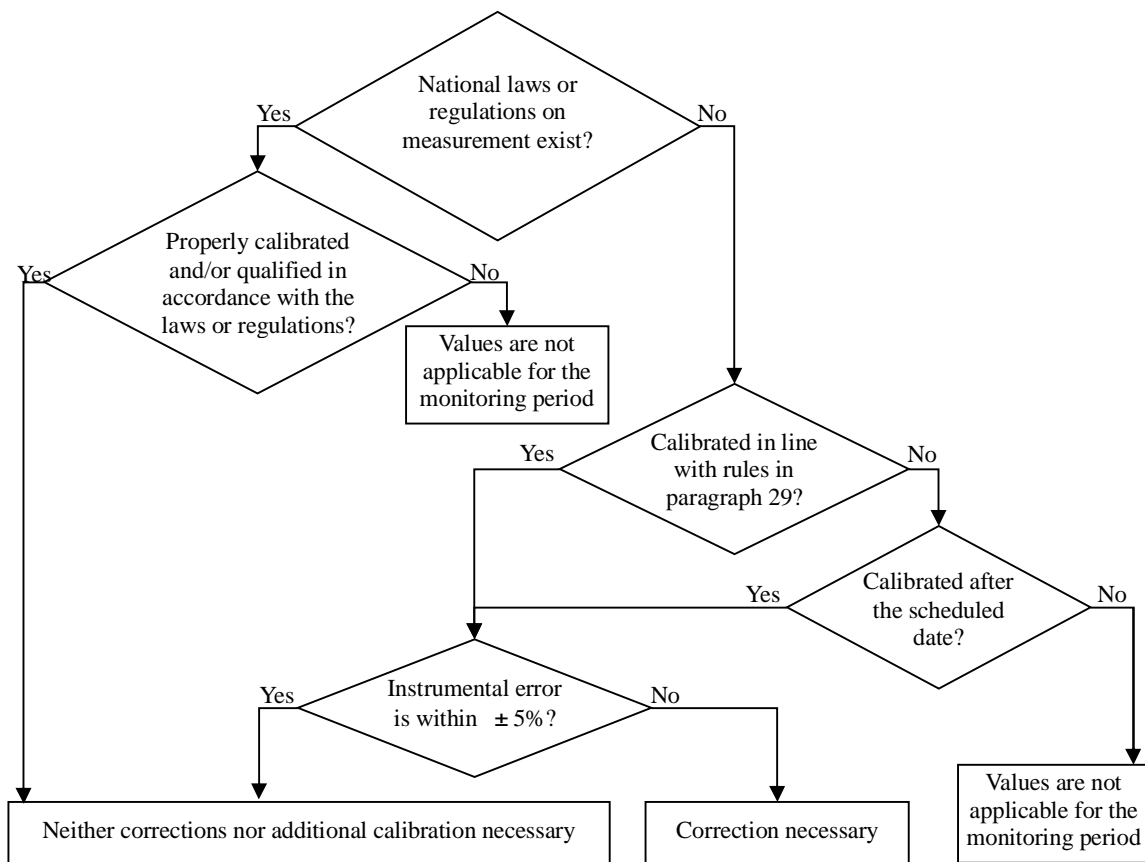 National laws or
regulations on
measurement exist?
Yes
No
Properly calibrated
and/or qualified in
accordance with the
laws or regulations?
Yes
No
Values are not
applicable for the
monitoring period
Calibrated in line
with rules in
paragraph 29?
Yes
No
Calibrated after
the scheduled
date?
Yes
No
Instrumental error
is within ± 5%?
Yes
No
Values are not
applicable for the
monitoring period
Neither corrections nor additional calibration necessary
Correction necessary